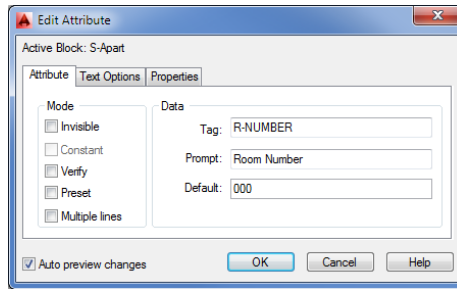 Edit Attribute
Active Block: S-Apart
Attribute Text Options Properties
Mode
Invisible
Constant
Verify
Preset
Multiple lines
Data
Tag: R-NUMBER
Prompt: Room Number
Default: 000
Auto preview changes
OK Cancel Help